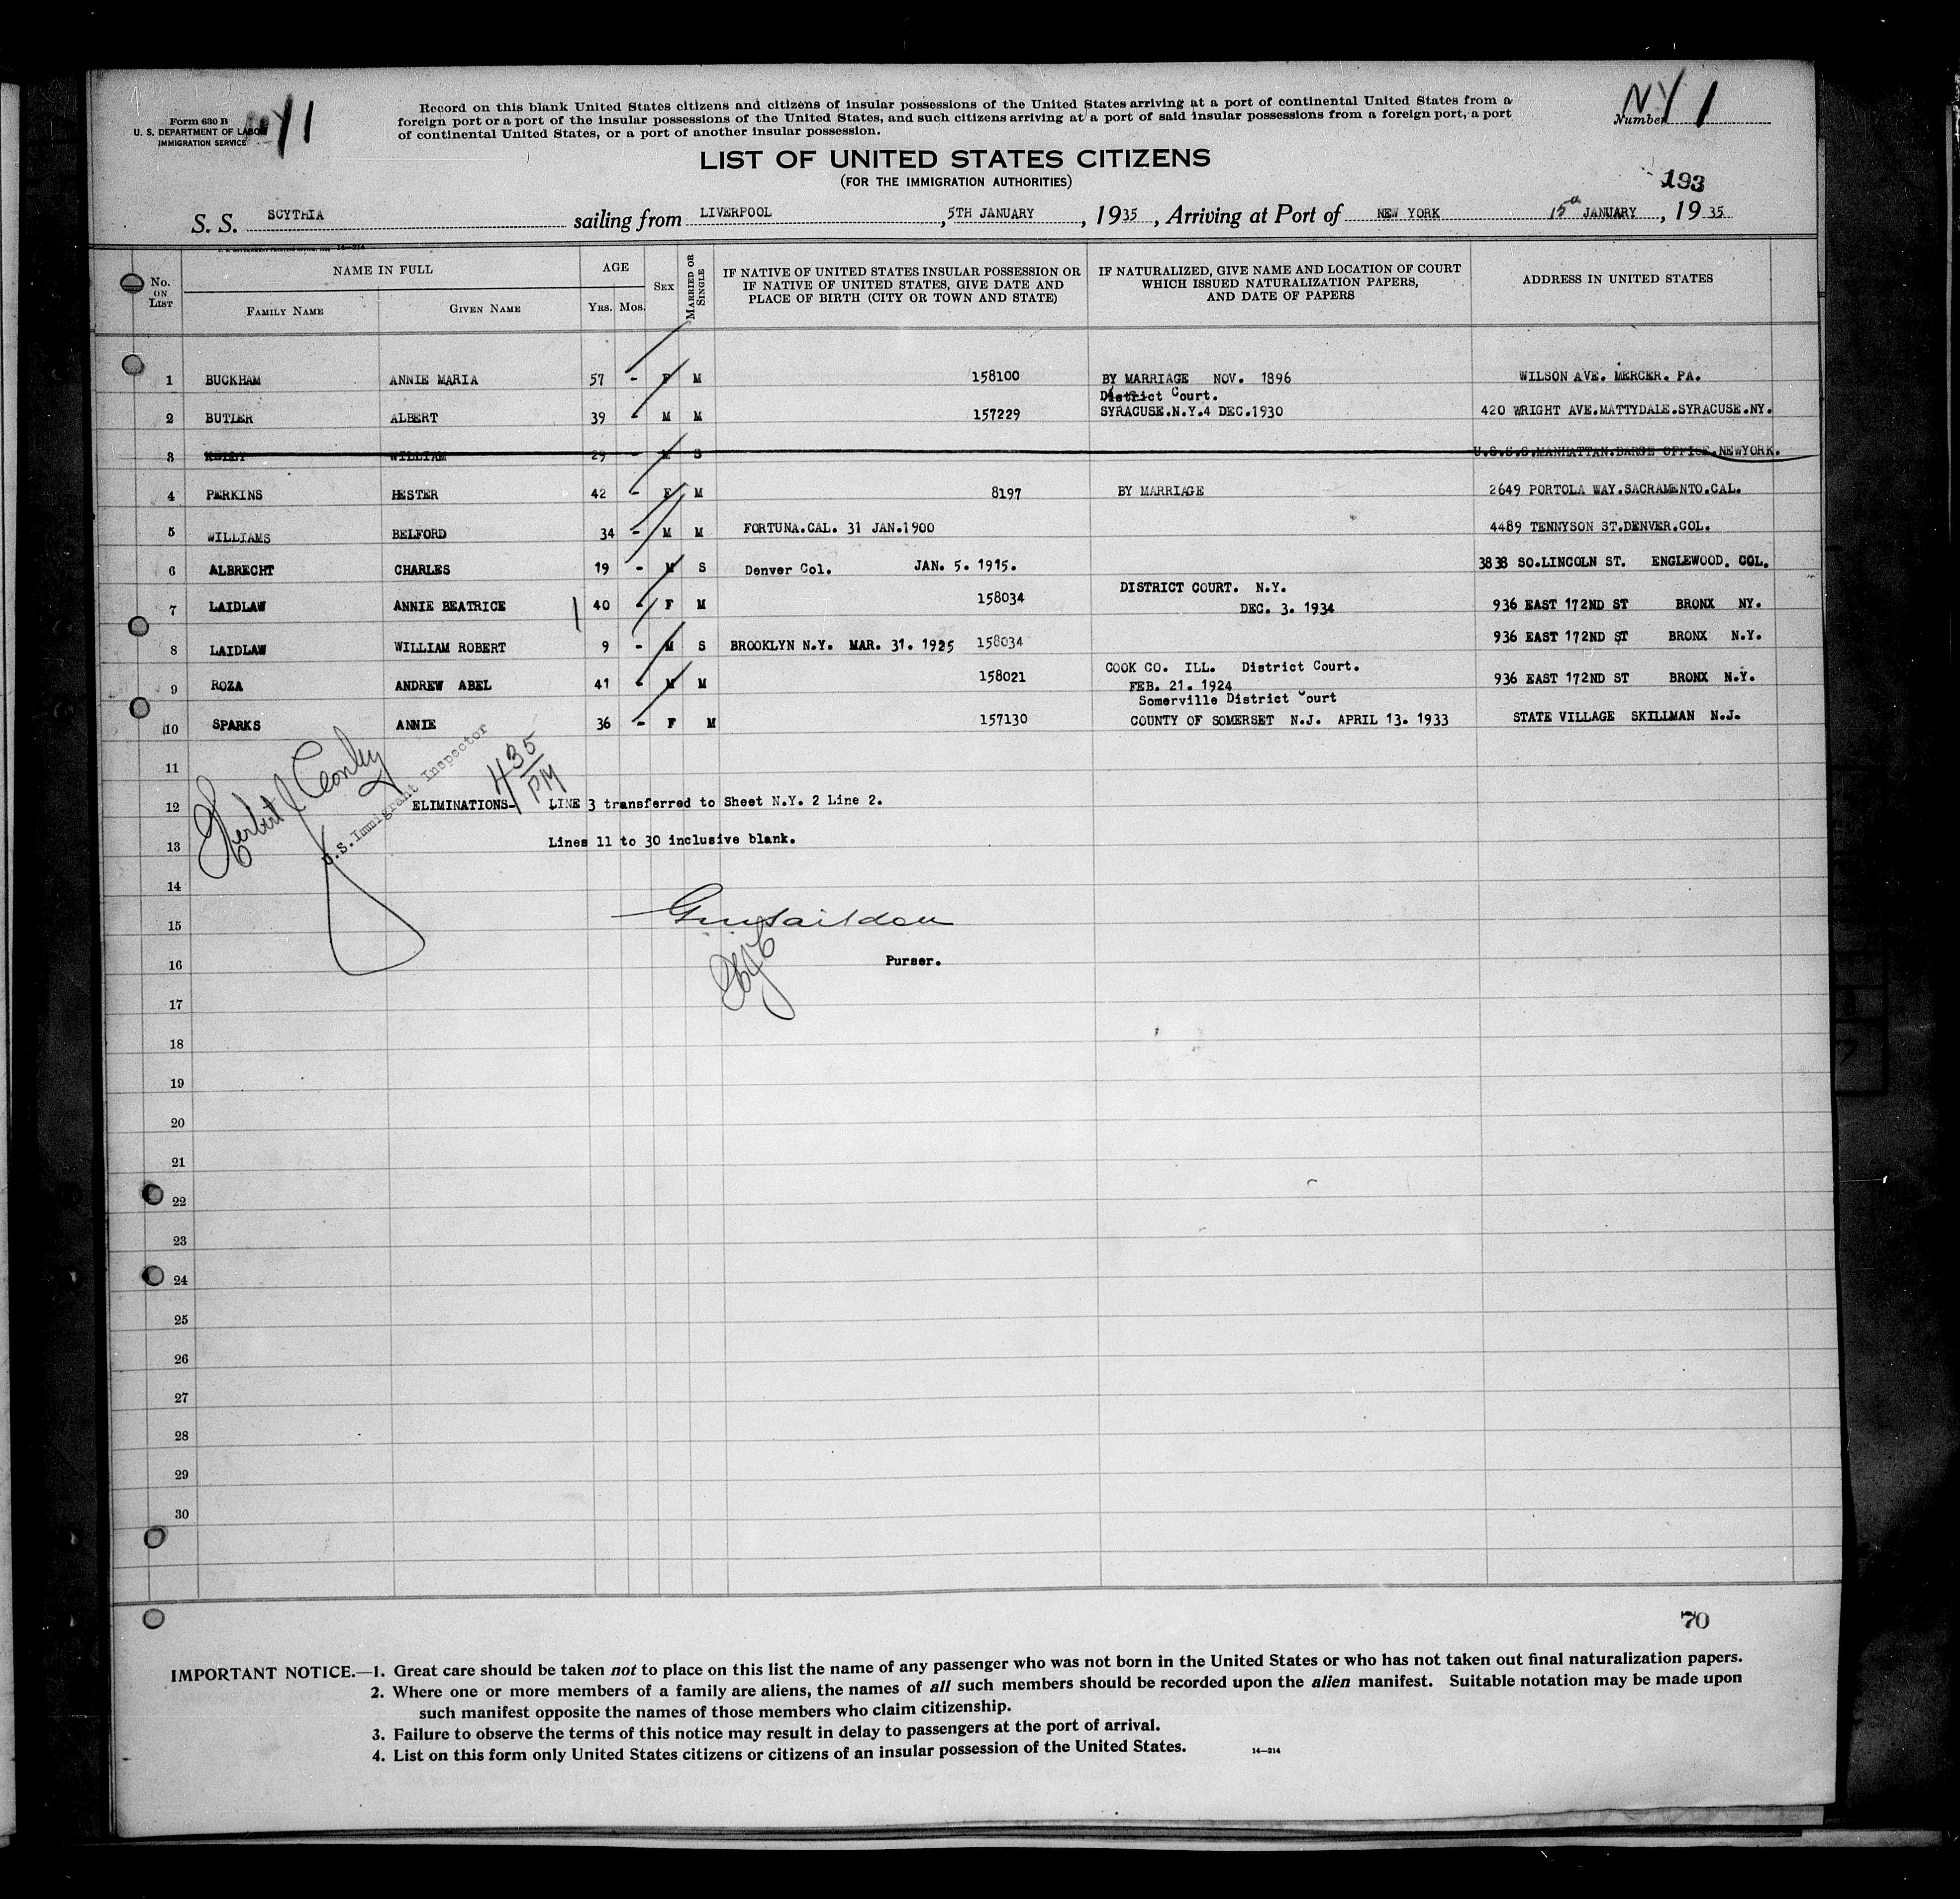 Form 630 B
U. S. DEPARTMENT OF LABOR
IMMIGRATION SERVICE
NY 1
Record on this blank United States citizens and citizens of insular possessions of the United States arriving at a port of continental United States from a
foreign port or a port of the insular possessions of the United States, and such citizens arriving at a port of said insular possessions from a foreign port, a port
of continental United States, or a port of another insular possession.
Number NY 1
LIST OF UNITED STATES CITIZENS
(FOR THE IMMIGRATION AUTHORITIES)
193
S. S. SCYTHIA sailing from LIVERPOOL, 5TH JANUARY, 1935, Arriving at Port of NEW YORK 15th JANUARY, 1935
No. ON LIST
NAME IN FULL
FAMILY NAME
GIVEN NAME
AGE
YRS. MOS.
SEX
MARRIED OR SINGLE
IF NATIVE OF UNITED STATES INSULAR POSSESSION OR
IF NATIVE OF UNITED STATES, GIVE DATE AND
PLACE OF BIRTH (CITY OR TOWN AND STATE)
IF NATURALIZED, GIVE NAME AND LOCATION OF COURT
WHICH ISSUED NATURALIZATION PAPERS,
AND DATE OF PAPERS
ADDRESS IN UNITED STATES
1 BUCKHAM ANNIE MARIA 57 - F M 158100 BY MARRIAGE NOV. 1896 WILSON AVE. MERCER. PA.
District Court.
2 BUTLER ALBERT 39 - M M 157229 SYRACUSE.N.Y.4 DEC.1930 420 WRIGHT AVE.MATTYDALE.SYRACUSE.NY.
3 KELLY WILLIAM 29 - M S U.S.S.S.MANHATTAN.BARGE OFFICE.NEWYORK.
4 PERKINS HESTER 42 - F M 8197 BY MARRIAGE 2649 PORTOLA WAY.SACRAMENTO.CAL.
5 WILLIAMS BELFORD 34 - M M FORTUNA.CAL. 31 JAN.1900 4489 TENNYSON ST.DENVER.COL.
6 ALBRECHT CHARLES 19 - M S Denver Col. JAN. 5. 1915. 3838 SO.LINCOLN ST. ENGLEWOOD. COL.
DISTRICT COURT. N.Y.
7 LAIDLAW ANNIE BEATRICE 40 - F M 158034 DEC. 3. 1934 936 EAST 172ND ST BRONX NY.
8 LAIDLAW WILLIAM ROBERT 9 - M S BROOKLYN N.Y. MAR. 31. 1925 158034 936 EAST 172ND ST BRONX N.Y.
COOK CO. ILL. District Court.
9 ROZA ANDREW ABEL 41 - M M 158021 FEB. 21. 1924 936 EAST 172ND ST BRONX N.Y.
Somerville District Court
10 SPARKS ANNIE 36 - F M 157130 COUNTY OF SOMERSET N.J. APRIL 13. 1933 STATE VILLAGE SKILLMAN N.J.
U.S. Immigrant Inspector
4 35 PM
11
12 ELIMINATIONS- LINE 3 transferred to Sheet N.Y. 2 Line 2.
13 Lines 11 to 30 inclusive blank.
14
15
16 Purser.
17
18
19
20
21
22
23
24
25
26
27
28
29
30
70
IMPORTANT NOTICE.—1. Great care should be taken not to place on this list the name of any passenger who was not born in the United States or who has not taken out final naturalization papers.
2. Where one or more members of a family are aliens, the names of all such members should be recorded upon the alien manifest. Suitable notation may be made upon
such manifest opposite the names of those members who claim citizenship.
3. Failure to observe the terms of this notice may result in delay to passengers at the port of arrival.
4. List on this form only United States citizens or citizens of an insular possession of the United States.
14—214